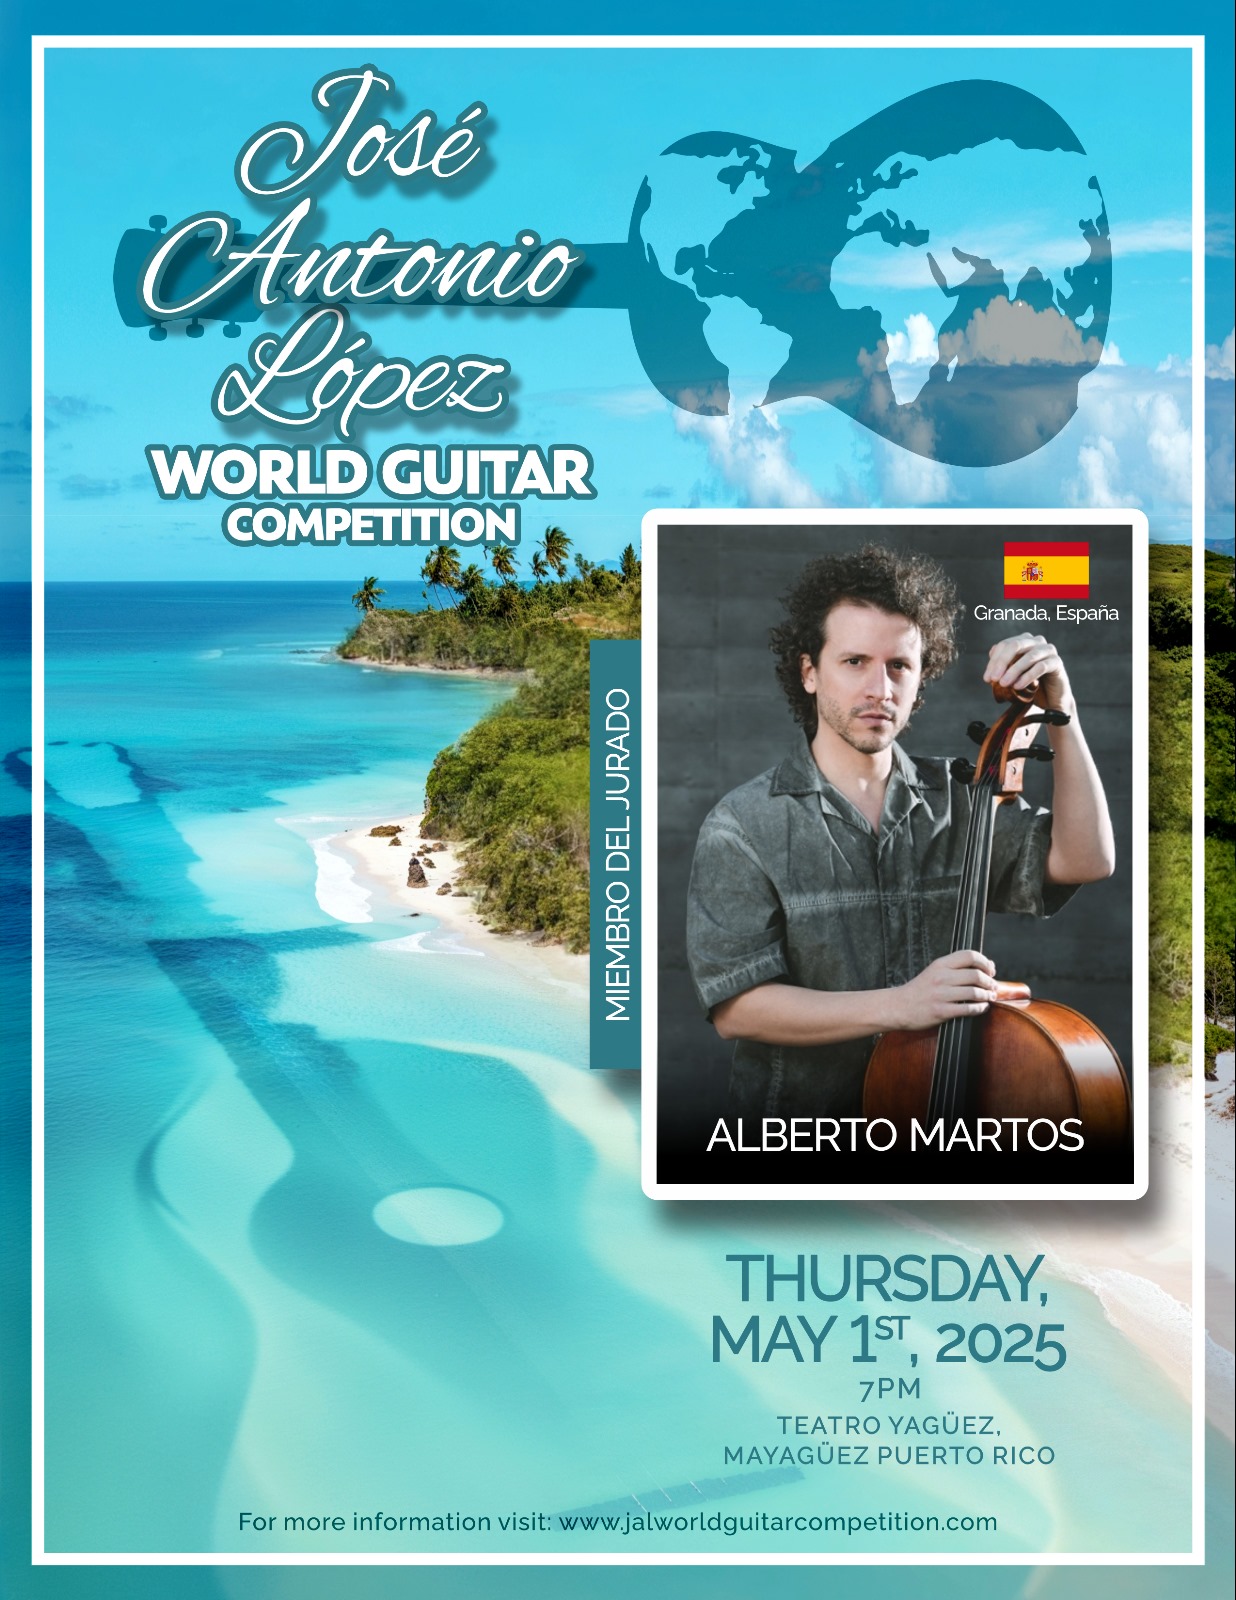 José
Antonio
López
WORLD GUITAR
COMPETITION
Granada, España
MIEMBRO DEL JURADO
ALBERTO MARTOS
THURSDAY,
MAY 1ST, 2025
7PM
TEATRO YAGÜEZ,
MAYAGÜEZ PUERTO RICO
For more information visit: www.jalworldguitarcompetition.com